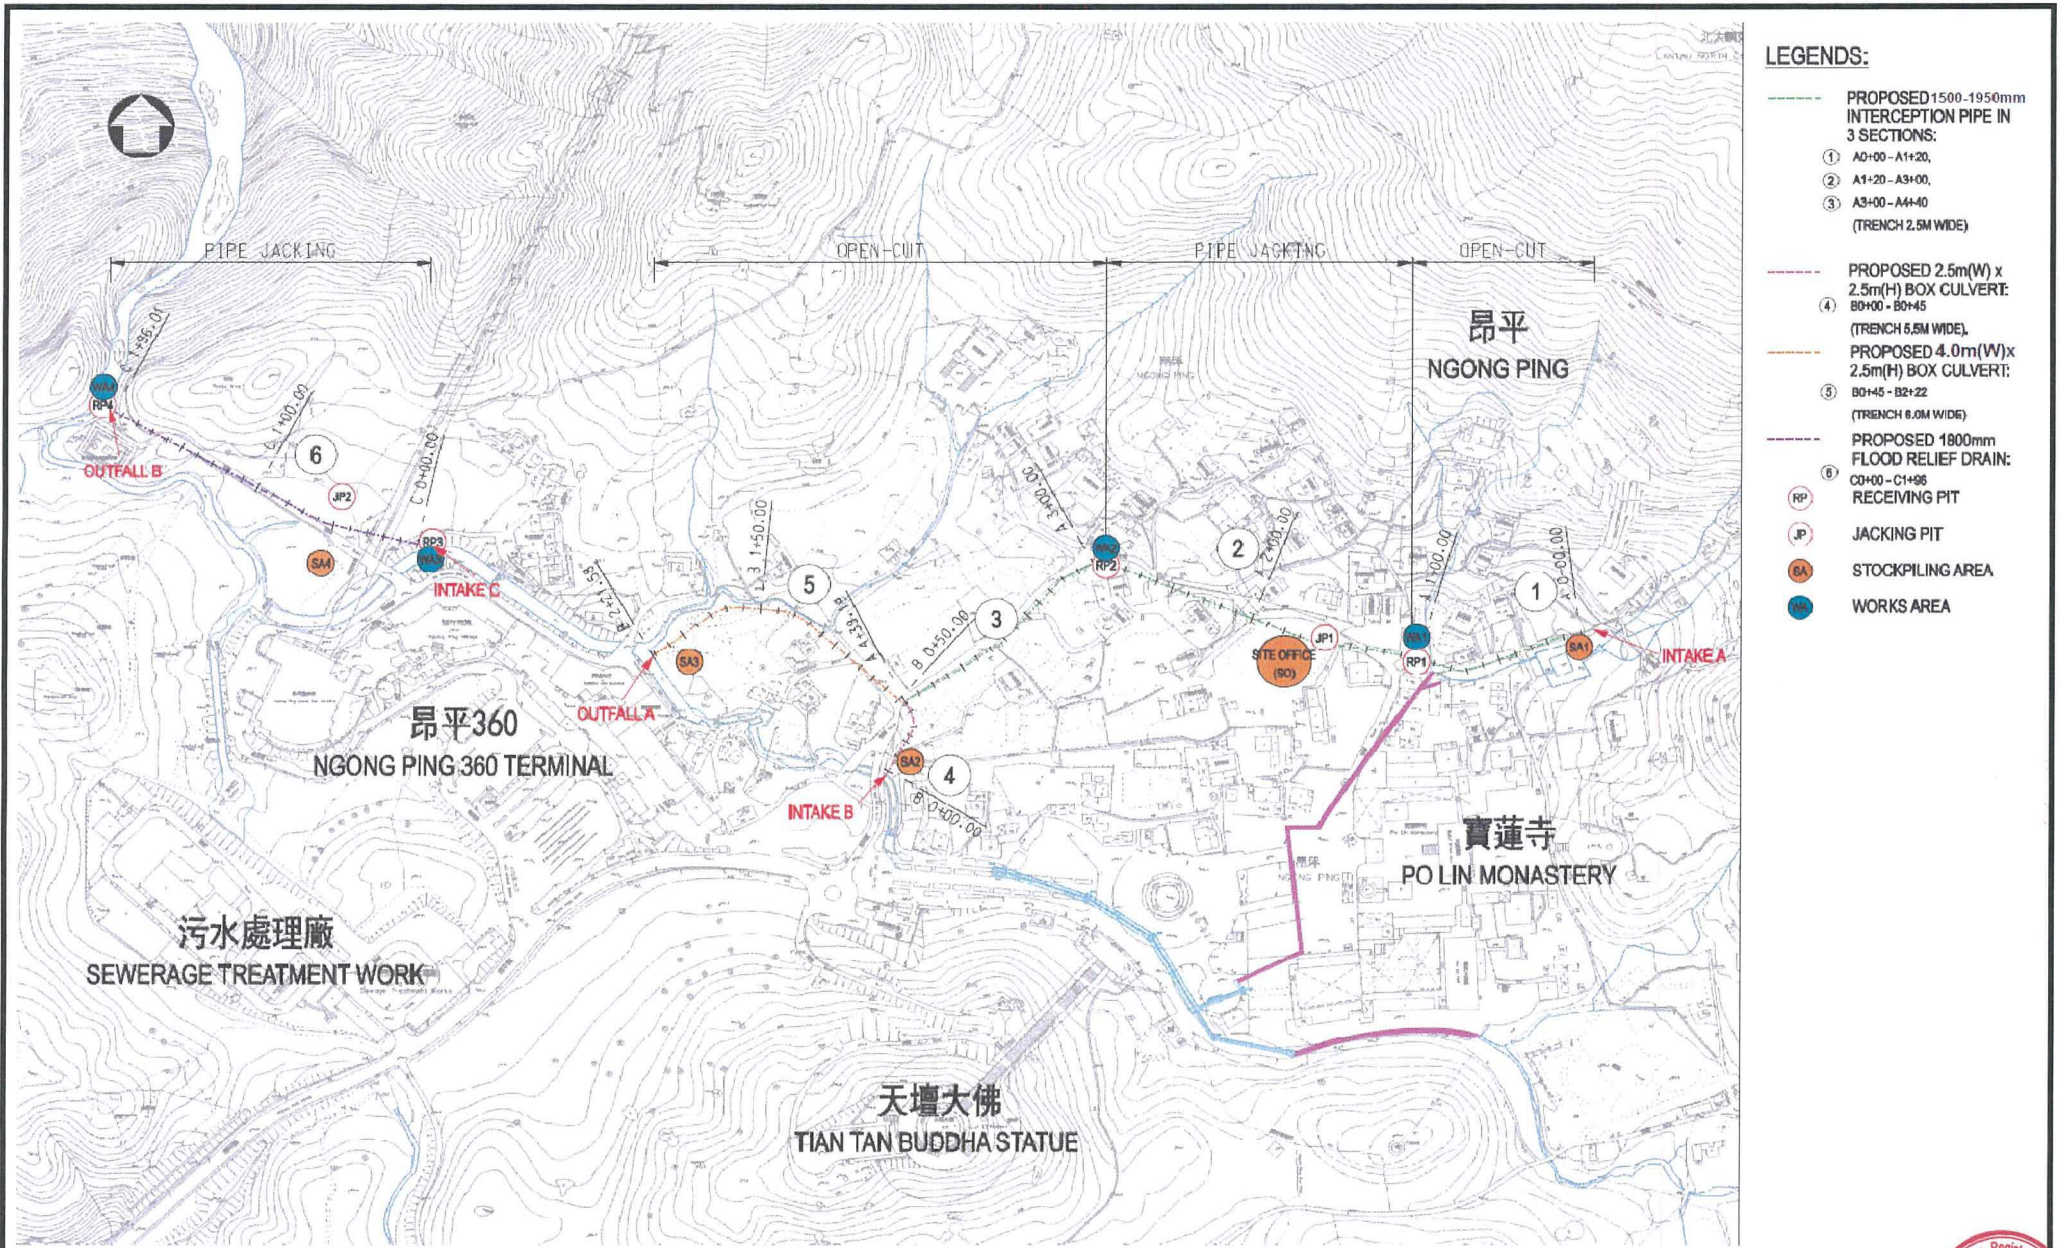 PIPE JACKING
OPEN-CUT
PIPE JACKING
OPEN-CUT
昂平
NGONG PING
C 1+96.01
WA4
RP4
OUTFALL B
C 1+00.00
6
JP2
C 0+00.00
RP3
WA3
SA4
INTAKE C
1+50.00
5
SA3
OUTFALL A
A 4+39.18
B 0+50.00
3
A 3+00.00
WA2
RP2
2
2+00.00
SITE OFFICE
(SO)
JP1
WA1
RP1
A 1+00.00
1
A 0+0.00
SA1
INTAKE A
昂平360
NGONG PING 360 TERMINAL
SA2
4
INTAKE B
B 0+00.00
寶蓮寺
PO LIN MONASTERY
污水處理廠
SEWERAGE TREATMENT WORK
天壇大佛
TIAN TAN BUDDHA STATUE
LEGENDS:
PROPOSED 1500-1950mm
INTERCEPTION PIPE IN
3 SECTIONS:
① A0+00 - A1+20,
② A1+20 - A3+00,
③ A3+00 - A4+40
(TRENCH 2.5M WIDE)
PROPOSED 2.5m(W) x
2.5m(H) BOX CULVERT:
④ B0+00 - B0+45
(TRENCH 5.5M WIDE),
PROPOSED 4.0m(W)x
2.5m(H) BOX CULVERT:
⑤ B0+45 - B2+22
(TRENCH 6.0M WIDE)
PROPOSED 1800mm
FLOOD RELIEF DRAIN:
⑥ C0+00 - C1+96
RP RECEIVING PIT
JP JACKING PIT
SA STOCKPILING AREA
WA WORKS AREA